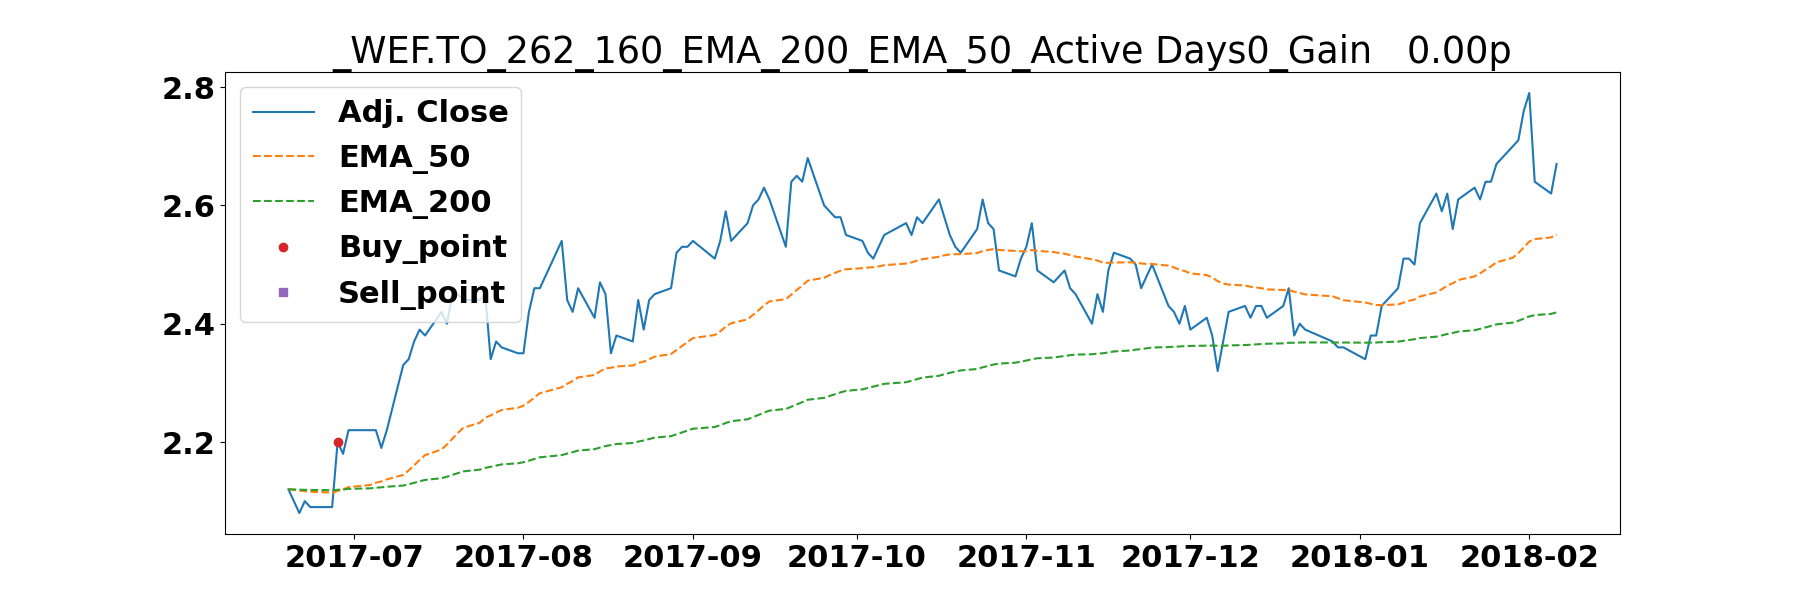 _WEF.TO_262_160_EMA_200_EMA_50_Active Days0_Gain   0.00p
2.8
2.6
2.4
2.2
Adj. Close
EMA_50
EMA_200
Buy_point
Sell_point
2017-07 2017-08 2017-09 2017-10 2017-11 2017-12 2018-01 2018-02